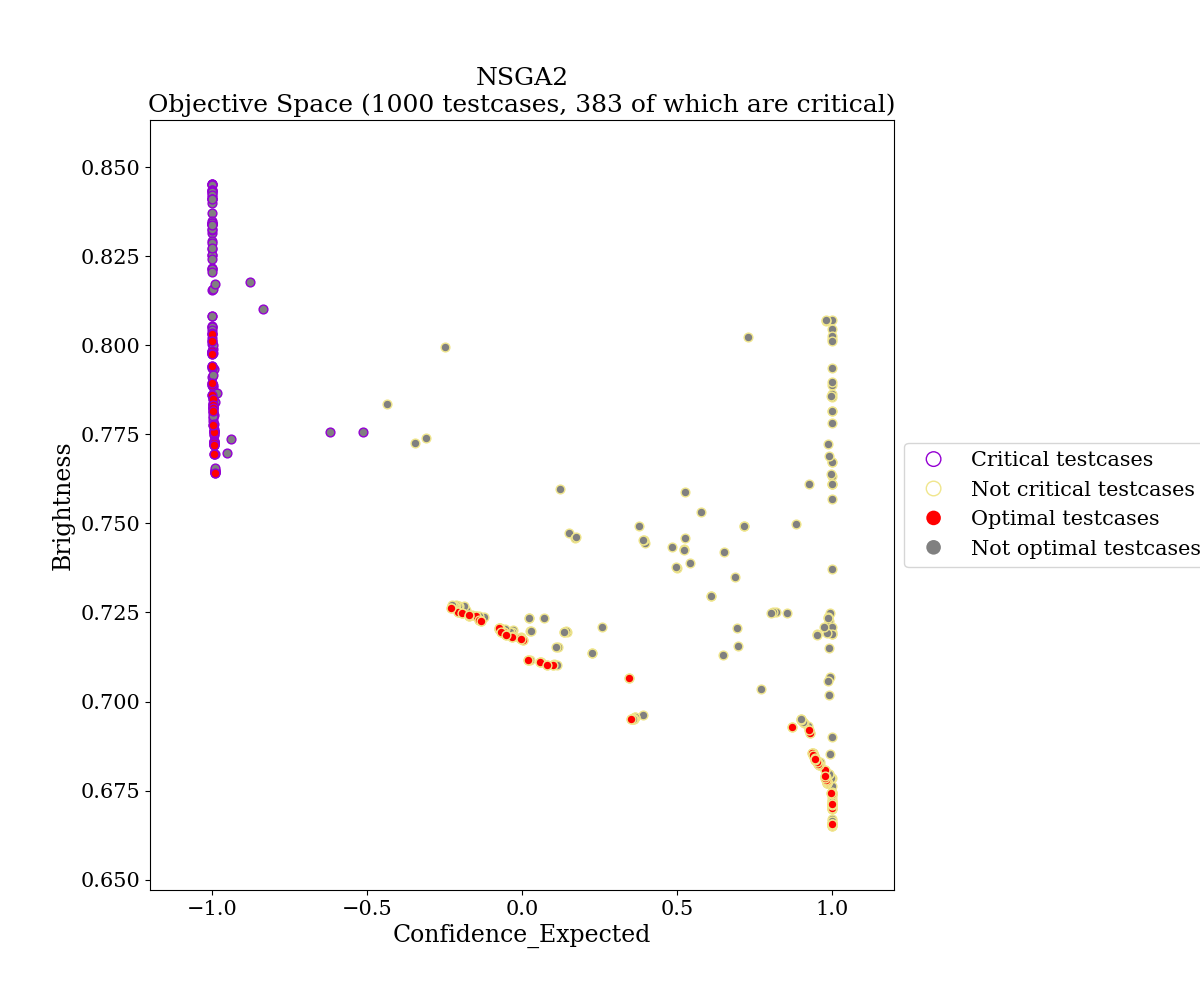 NSGA2
Objective Space (1000 testcases, 383 of which are critical)
0.850
0.825
0.800
0.775
0.750
0.725
0.700
0.675
0.650
Brightness
−1.0
−0.5
0.0
0.5
1.0
Confidence_Expected
Critical testcases
Not critical testcases
Optimal testcases
Not optimal testcases